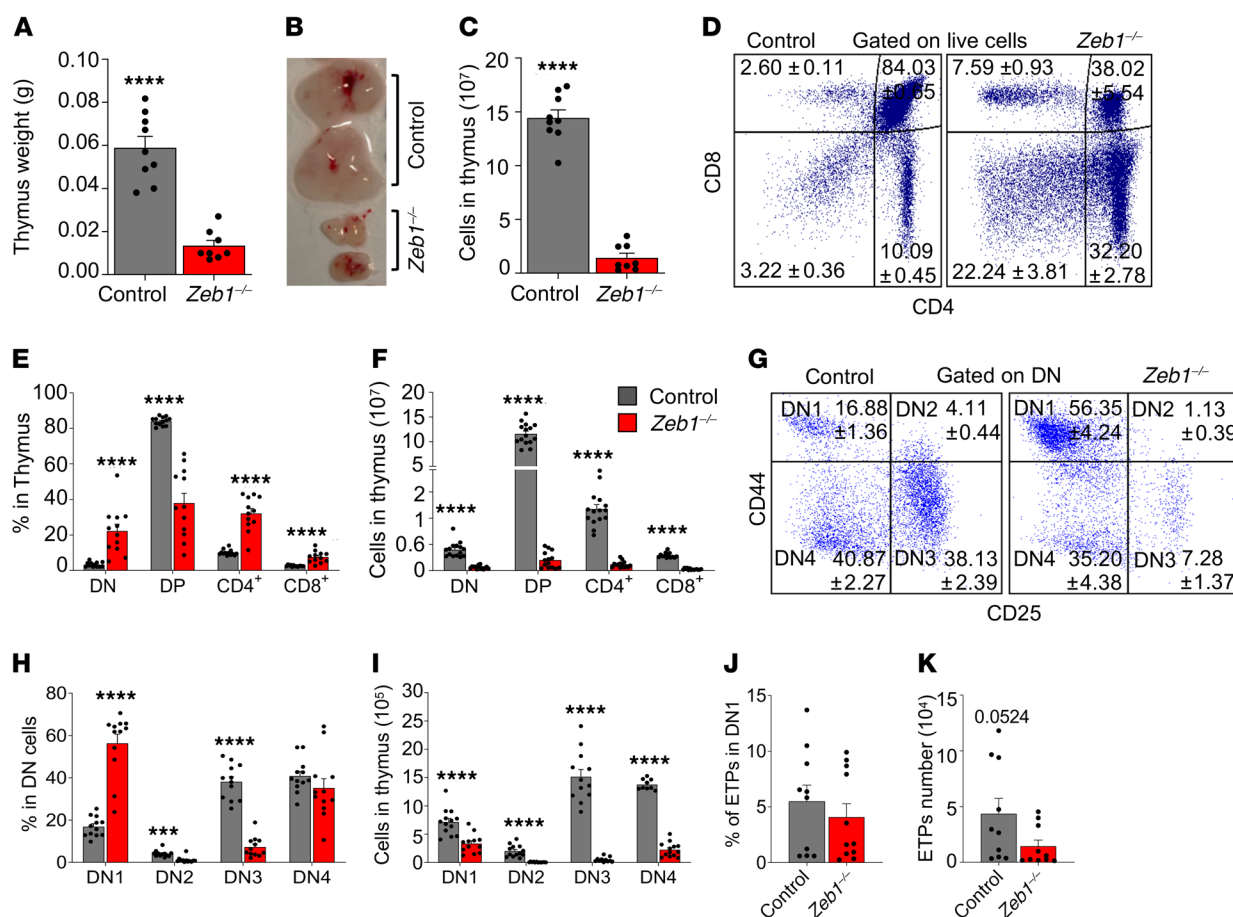 A
Thymus weight (g)
0.10
0.08
0.06
0.04
0.02
0.00
****
Control
Zeb1–/–
B
Control
Zeb1–/–
C
Cells in thymus (10⁷)
20
15
10
5
0
****
Control
Zeb1–/–
D
Control Gated on live cells Zeb1–/–
2.60 ±0.11
84.03
±0.65
3.22 ±0.36
10.09
±0.45
7.59 ±0.93
38.02
±5.54
22.24 ±3.81
32.20
±2.78
CD8
CD4
E
% in Thymus
100
80
60
40
20
0
****
****
****
****
DN DP CD4⁺ CD8⁺
F
Cells in thymus (10⁷)
20
15
10
5
2
1
0.6
0
****
****
****
****
DN DP CD4⁺ CD8⁺
Control
Zeb1–/–
G
Control Gated on DN Zeb1–/–
DN1 16.88
±1.36
DN2 4.11
±0.44
DN4 40.87
±2.27
DN3 38.13
±2.39
DN1 56.35
±4.24
DN2 1.13
±0.39
DN4 35.20
±4.38
DN3 7.28
±1.37
CD44
CD25
H
% in DN cells
80
60
40
20
0
****
***
****
DN1 DN2 DN3 DN4
I
Cells in thymus (10⁵)
25
20
15
10
5
0
****
****
****
****
DN1 DN2 DN3 DN4
J
% of ETPs in DN1
15
10
5
0
Control
Zeb1–/–
K
ETPs number (10⁴)
15
10
5
0
0.0524
Control
Zeb1–/–